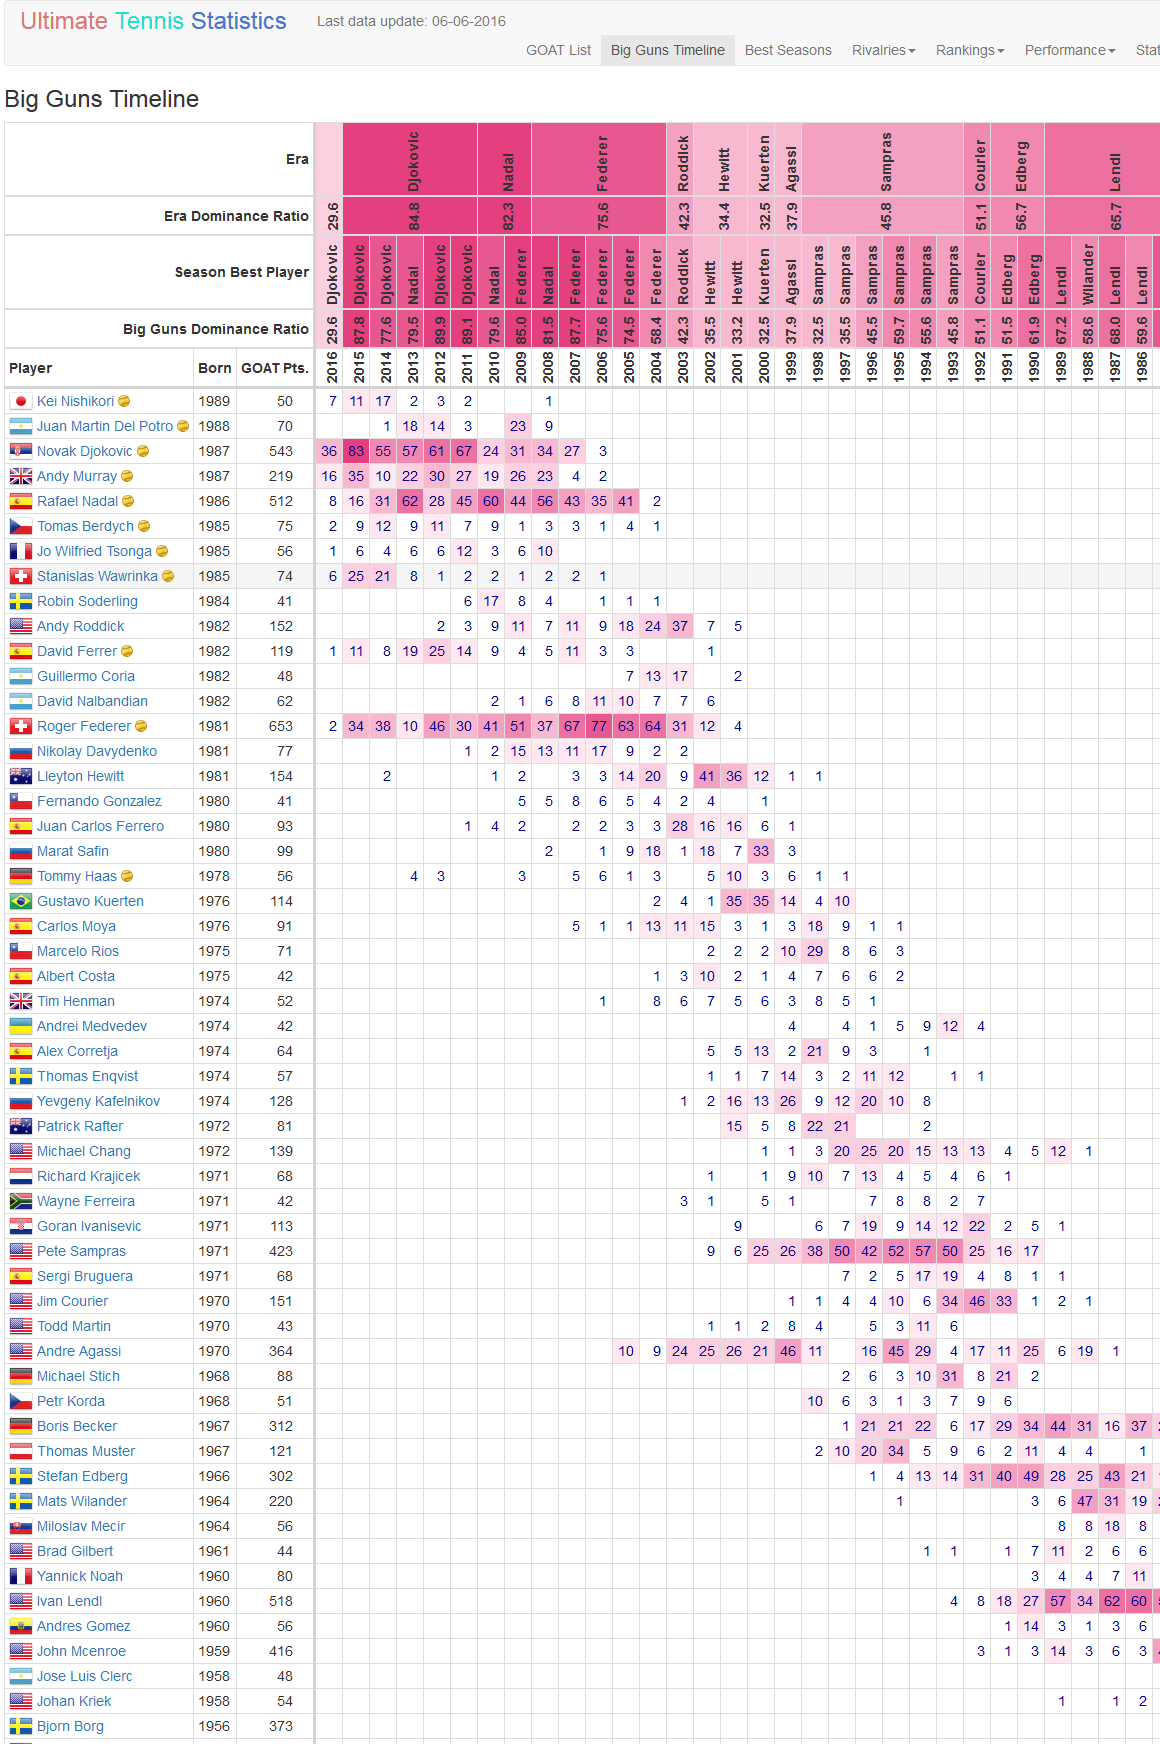 Ultimate Tennis Statistics Last data update: 06-06-2016
GOAT List Big Guns Timeline Best Seasons Rivalries Rankings Performance Stat
Big Guns Timeline
Era Djokovic Nadal Federer Roddick Hewitt Kuerten Agassi Sampras Courier Edberg Lendl
Era Dominance Ratio 29.6 84.8 82.3 75.6 42.3 34.4 32.5 37.9 45.8 51.1 56.7 65.7
Season Best Player Djokovic Djokovic Djokovic Nadal Djokovic Djokovic Nadal Federer Nadal Federer Federer Federer Federer Roddick Hewitt Hewitt Kuerten Agassi Sampras Sampras Sampras Sampras Sampras Sampras Courier Edberg Edberg Lendl Wilander Lendl Lendl
Big Guns Dominance Ratio 29.6 87.8 77.6 79.5 89.9 89.1 79.6 85.0 81.5 87.7 75.6 74.5 58.4 42.3 35.5 33.2 32.5 37.9 32.5 35.5 45.5 59.7 55.6 45.8 51.1 51.5 61.9 67.2 58.6 68.0 59.6
Player Born GOAT Pts. 2016 2015 2014 2013 2012 2011 2010 2009 2008 2007 2006 2005 2004 2003 2002 2001 2000 1999 1998 1997 1996 1995 1994 1993 1992 1991 1990 1989 1988 1987 1986
Kei Nishikori 1989 50 7 11 17 2 3 2 1
Juan Martin Del Potro 1988 70 1 18 14 3 23 9
Novak Djokovic 1987 543 36 83 55 57 61 67 24 31 34 27 3
Andy Murray 1987 219 16 35 10 22 30 27 19 26 23 4 2
Rafael Nadal 1986 512 8 16 31 62 28 45 60 44 56 43 35 41 2
Tomas Berdych 1985 75 2 9 12 9 11 7 9 1 3 3 1 4 1
Jo Wilfried Tsonga 1985 56 1 6 4 6 6 12 3 6 10
Stanislas Wawrinka 1985 74 6 25 21 8 1 2 2 1 2 2 1
Robin Soderling 1984 41 6 17 8 4 1 1 1
Andy Roddick 1982 152 2 3 9 11 7 11 9 18 24 37 7 5
David Ferrer 1982 119 1 11 8 19 25 14 9 4 5 11 3 3 1
Guillermo Coria 1982 48 7 13 17 2
David Nalbandian 1982 62 2 1 6 8 11 10 7 7 6
Roger Federer 1981 653 2 34 38 10 46 30 41 51 37 67 77 63 64 31 12 4
Nikolay Davydenko 1981 77 1 2 15 13 11 17 9 2 2
Lleyton Hewitt 1981 154 2 1 2 3 3 14 20 9 41 36 12 1 1
Fernando Gonzalez 1980 41 5 5 8 6 5 4 2 4 1
Juan Carlos Ferrero 1980 93 1 4 2 2 2 3 3 28 16 16 6 1
Marat Safin 1980 99 2 1 9 18 1 18 7 33 3
Tommy Haas 1978 56 4 3 3 5 6 1 3 5 10 3 6 1 1
Gustavo Kuerten 1976 114 2 4 1 35 35 14 4 10
Carlos Moya 1976 91 5 1 1 13 11 15 3 1 3 18 9 1 1
Marcelo Rios 1975 71 2 2 2 10 29 8 6 3
Albert Costa 1975 42 1 3 10 2 1 4 7 6 6 2
Tim Henman 1974 52 1 8 6 7 5 6 3 8 5 1
Andrei Medvedev 1974 42 4 4 1 5 9 12 4
Alex Corretja 1974 64 5 5 13 2 21 9 3 1
Thomas Enqvist 1974 57 1 1 7 14 3 2 11 12 1 1
Yevgeny Kafelnikov 1974 128 1 2 16 13 26 9 12 20 10 8
Patrick Rafter 1972 81 15 5 8 22 21 2
Michael Chang 1972 139 1 1 3 20 25 20 15 13 13 4 5 12 1
Richard Krajicek 1971 68 1 1 9 10 7 13 4 5 4 6 1
Wayne Ferreira 1971 42 3 1 5 1 7 8 8 2 7
Goran Ivanisevic 1971 113 9 6 7 19 9 14 12 22 2 5 1
Pete Sampras 1971 423 9 6 25 26 38 50 42 52 57 50 25 16 17
Sergi Bruguera 1971 68 7 2 5 17 19 4 8 1 1
Jim Courier 1970 151 1 1 4 4 10 6 34 46 33 1 2 1
Todd Martin 1970 43 1 1 2 8 4 5 3 11 6
Andre Agassi 1970 364 10 9 24 25 26 21 46 11 16 45 29 4 17 11 25 6 19 1
Michael Stich 1968 88 2 6 3 10 31 8 21 2
Petr Korda 1968 51 10 6 3 1 3 7 9 6
Boris Becker 1967 312 1 21 21 22 6 17 29 34 44 31 16 37
Thomas Muster 1967 121 2 10 20 34 5 9 6 2 11 4 4 1
Stefan Edberg 1966 302 1 4 13 14 31 40 49 28 25 43 21
Mats Wilander 1964 220 1 3 6 47 31 19
Miloslav Mecir 1964 56 8 8 18 8
Brad Gilbert 1961 44 1 1 1 7 11 2 6 6
Yannick Noah 1960 80 3 4 4 7 11
Ivan Lendl 1960 518 4 8 18 27 57 34 62 60
Andres Gomez 1960 56 1 14 3 1 3 6
John Mcenroe 1959 416 3 1 3 14 3 6 3
Jose Luis Clerc 1958 48
Johan Kriek 1958 54 1 1 2
Bjorn Borg 1956 373